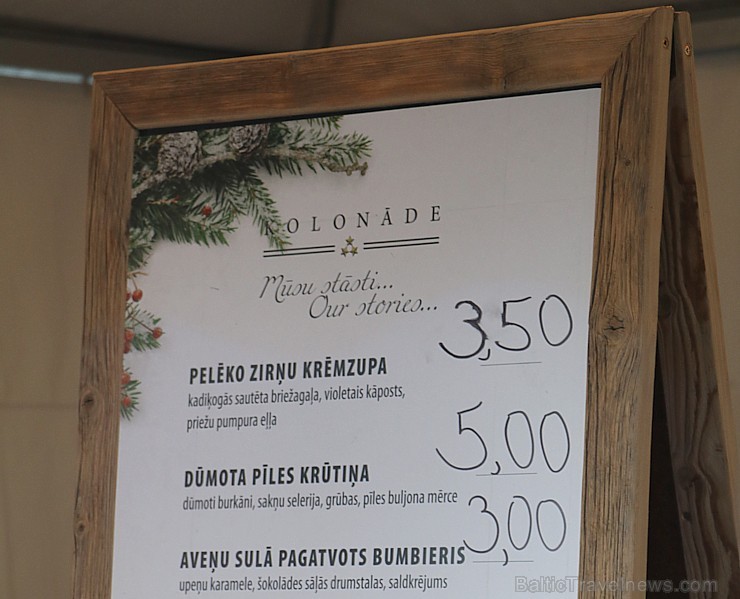 KOLONĀDE
Mūsu stāsti...
Our stories...
3,50
PELĒKO ZIRŅU KRĒMZUPA
kadiķogās sautēta briežagaļa, violetais kāposts,
priežu pumpura eļļa
5,00
DŪMOTA PĪLES KRŪTIŅA
dūmoti burkāni, sakņu selerija, grūbas, pīles buljona mērce
3,00
AVEŅU SULĀ PAGATVOTS BUMBIERIS
upeņu karamele, šokolādes sāļās drumstalas, saldkrējums
BalticTravelnews.com